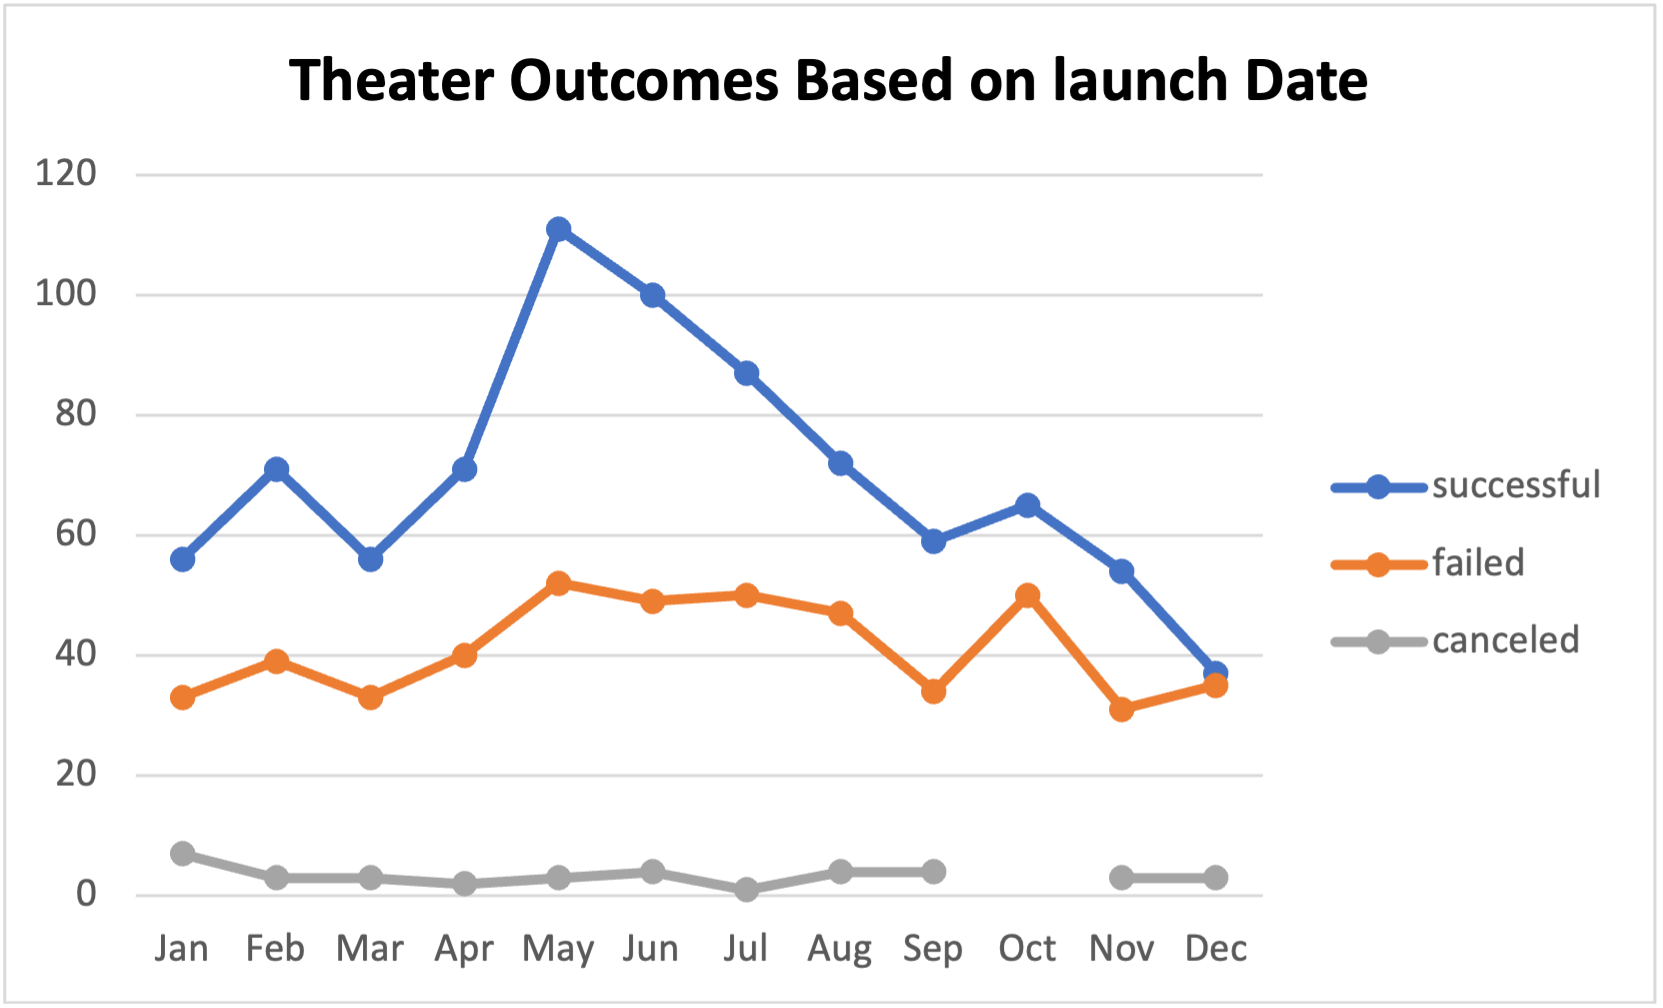 Theater Outcomes Based on launch Date
120
100
80
60
40
20
0
Jan Feb Mar Apr May Jun Jul Aug Sep Oct Nov Dec
successful
failed
canceled